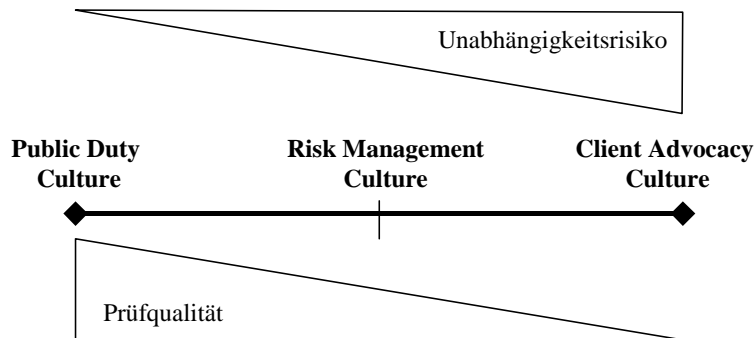 Unabhängigkeitsrisiko
Public Duty
Culture
Risk Management
Culture
Client Advocacy
Culture
Prüfqualität